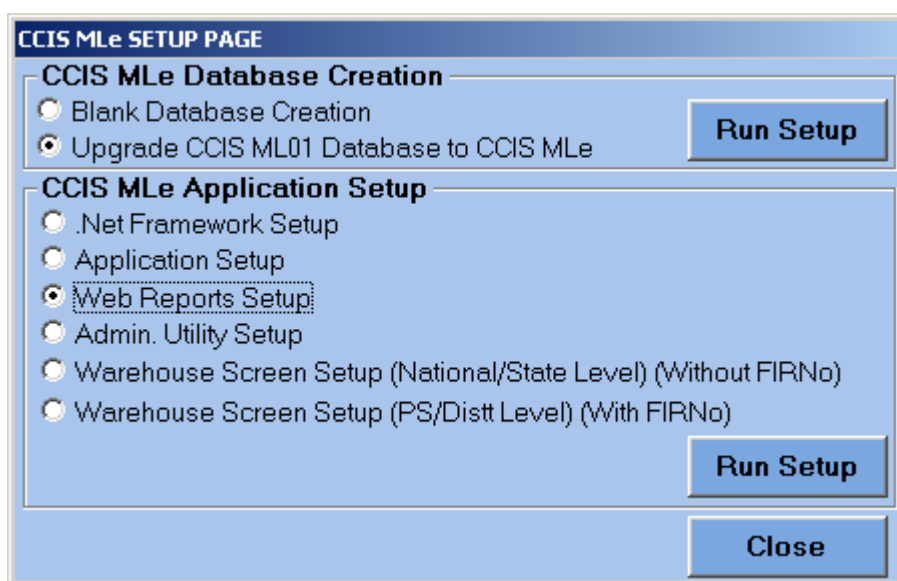 CCIS MLe SETUP PAGE
CCIS MLe Database Creation
Blank Database Creation
Upgrade CCIS ML01 Database to CCIS MLe
Run Setup
CCIS MLe Application Setup
.Net Framework Setup
Application Setup
Web Reports Setup
Admin. Utility Setup
Warehouse Screen Setup (National/State Level) (Without FIRNo)
Warehouse Screen Setup (PS/Distt Level) (With FIRNo)
Run Setup
Close